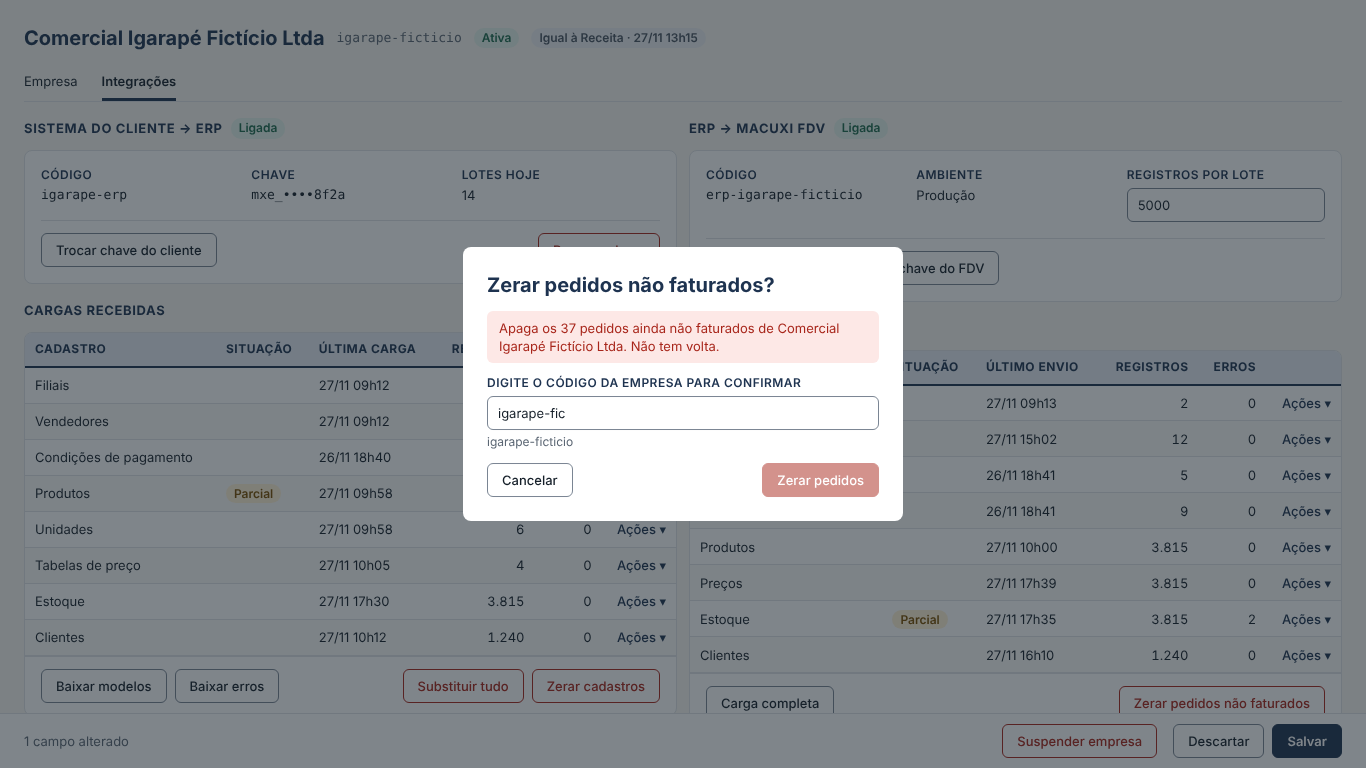 Comercial Igarapé Fictício Ltda igarape-ficticio Ativa Igual à Receita · 27/11 13h15
Empresa Integrações
SISTEMA DO CLIENTE → ERP Ligada
CÓDIGO CHAVE LOTES HOJE
igarape-erp mxe_••••8f2a 14
Trocar chave do cliente
CARGAS RECEBIDAS
CADASTRO SITUAÇÃO ÚLTIMA CARGA
Filiais 27/11 09h12
Vendedores 27/11 09h12
Condições de pagamento 26/11 18h40
Produtos Parcial 27/11 09h58
Unidades 27/11 09h58 6 0 Ações ▾
Tabelas de preço 27/11 10h05 4 0 Ações ▾
Estoque 27/11 17h30 3.815 0 Ações ▾
Clientes 27/11 10h12 1.240 0 Ações ▾
Baixar modelos Baixar erros Substituir tudo Zerar cadastros
ERP → MACUXI FDV Ligada
CÓDIGO AMBIENTE REGISTROS POR LOTE
erp-igarape-ficticio Produção 5000
chave do FDV
ÚLTIMO ENVIO REGISTROS ERROS
27/11 09h13 2 0 Ações ▾
27/11 15h02 12 0 Ações ▾
26/11 18h41 5 0 Ações ▾
26/11 18h41 9 0 Ações ▾
Produtos 27/11 10h00 3.815 0 Ações ▾
Preços 27/11 17h39 3.815 0 Ações ▾
Estoque Parcial 27/11 17h35 3.815 2 Ações ▾
Clientes 27/11 16h10 1.240 0 Ações ▾
Carga completa Zerar pedidos não faturados
Zerar pedidos não faturados?
Apaga os 37 pedidos ainda não faturados de Comercial
Igarapé Fictício Ltda. Não tem volta.
DIGITE O CÓDIGO DA EMPRESA PARA CONFIRMAR
igarape-fic
igarape-ficticio
Cancelar Zerar pedidos
1 campo alterado Suspender empresa Descartar Salvar